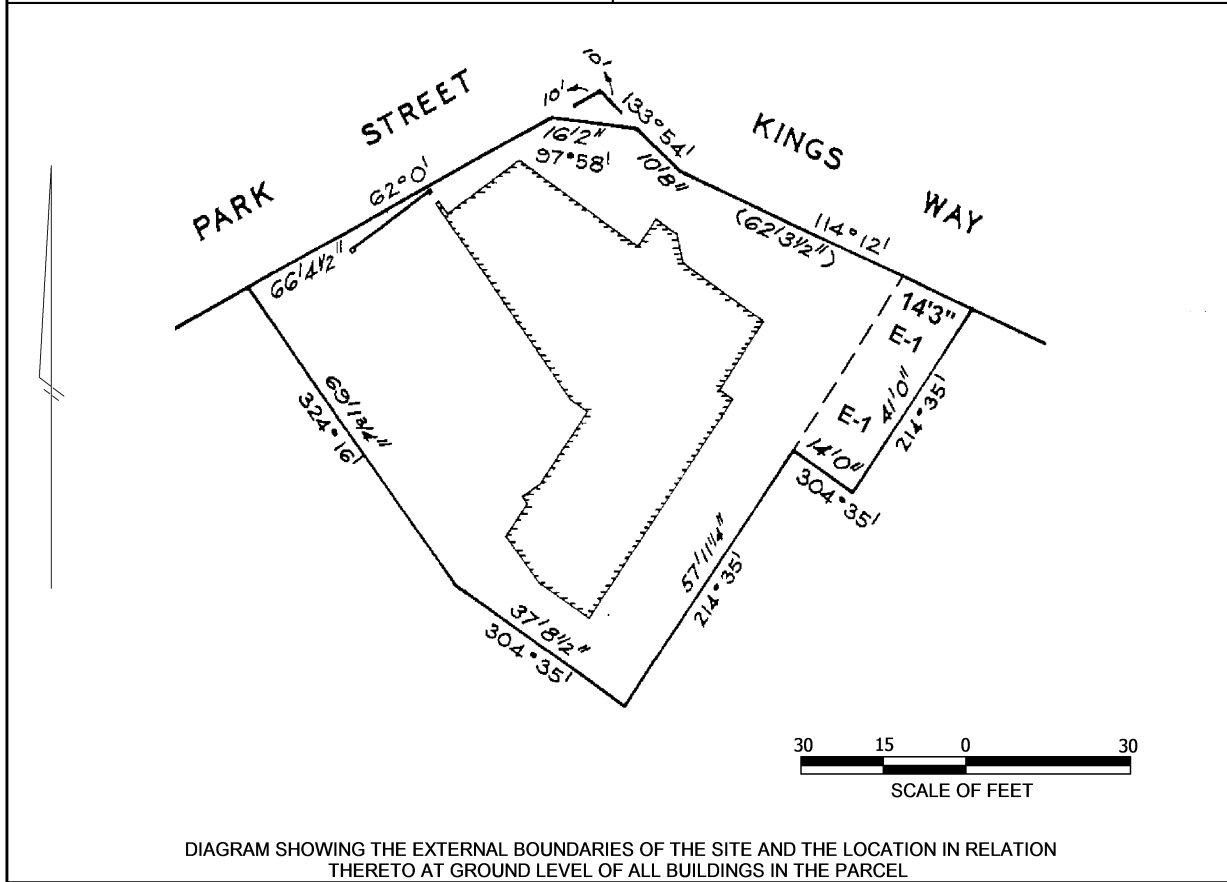 PARK STREET
KINGS WAY
10'
10'
133°54'
16'2"
97°58'
10'8"
62°0'
66'4½"
114°12'
(62'3½")
14'3"
E-1
E-1
41'0"
214°35'
14'0"
304°35'
69'1¾"
324°16'
57'11¼"
214°35'
37'8½"
304°35'
30 15 0 30
SCALE OF FEET
DIAGRAM SHOWING THE EXTERNAL BOUNDARIES OF THE SITE AND THE LOCATION IN RELATION
THERETO AT GROUND LEVEL OF ALL BUILDINGS IN THE PARCEL